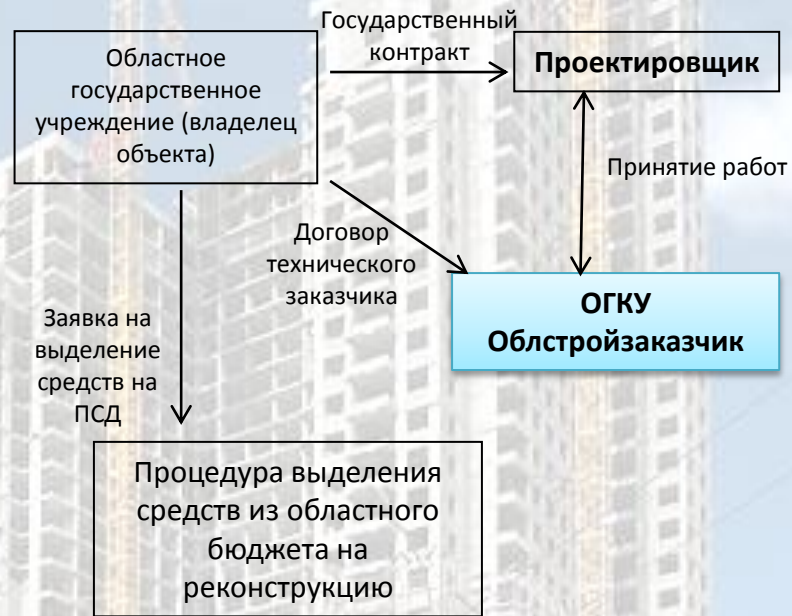 Государственный
контракт
Областное
государственное
учреждение (владелец
объекта)
Проектировщик
Принятие работ
Договор
технического
заказчика
ОГКУ
Облстройзаказчик
Заявка на
выделение
средств на
ПСД
Процедура выделения
средств из областного
бюджета на
реконструкцию